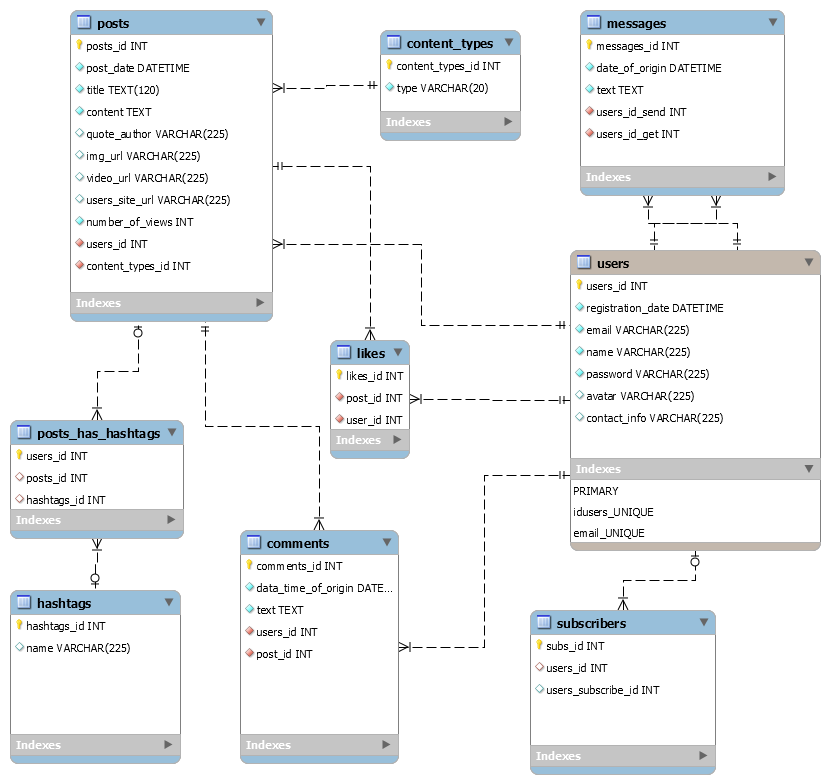 posts
posts_id INT
post_date DATETIME
title TEXT(120)
content TEXT
quote_author VARCHAR(225)
img_url VARCHAR(225)
video_url VARCHAR(225)
users_site_url VARCHAR(225)
number_of_views INT
users_id INT
content_types_id INT
Indexes
content_types
content_types_id INT
type VARCHAR(20)
Indexes
messages
messages_id INT
date_of_origin DATETIME
text TEXT
users_id_send INT
users_id_get INT
Indexes
users
users_id INT
registration_date DATETIME
email VARCHAR(225)
name VARCHAR(225)
password VARCHAR(225)
avatar VARCHAR(225)
contact_info VARCHAR(225)
Indexes
PRIMARY
idusers_UNIQUE
email_UNIQUE
likes
likes_id INT
post_id INT
user_id INT
Indexes
posts_has_hashtags
users_id INT
posts_id INT
hashtags_id INT
Indexes
hashtags
hashtags_id INT
name VARCHAR(225)
Indexes
comments
comments_id INT
data_time_of_origin DATE...
text TEXT
users_id INT
post_id INT
Indexes
subscribers
subs_id INT
users_id INT
users_subscribe_id INT
Indexes